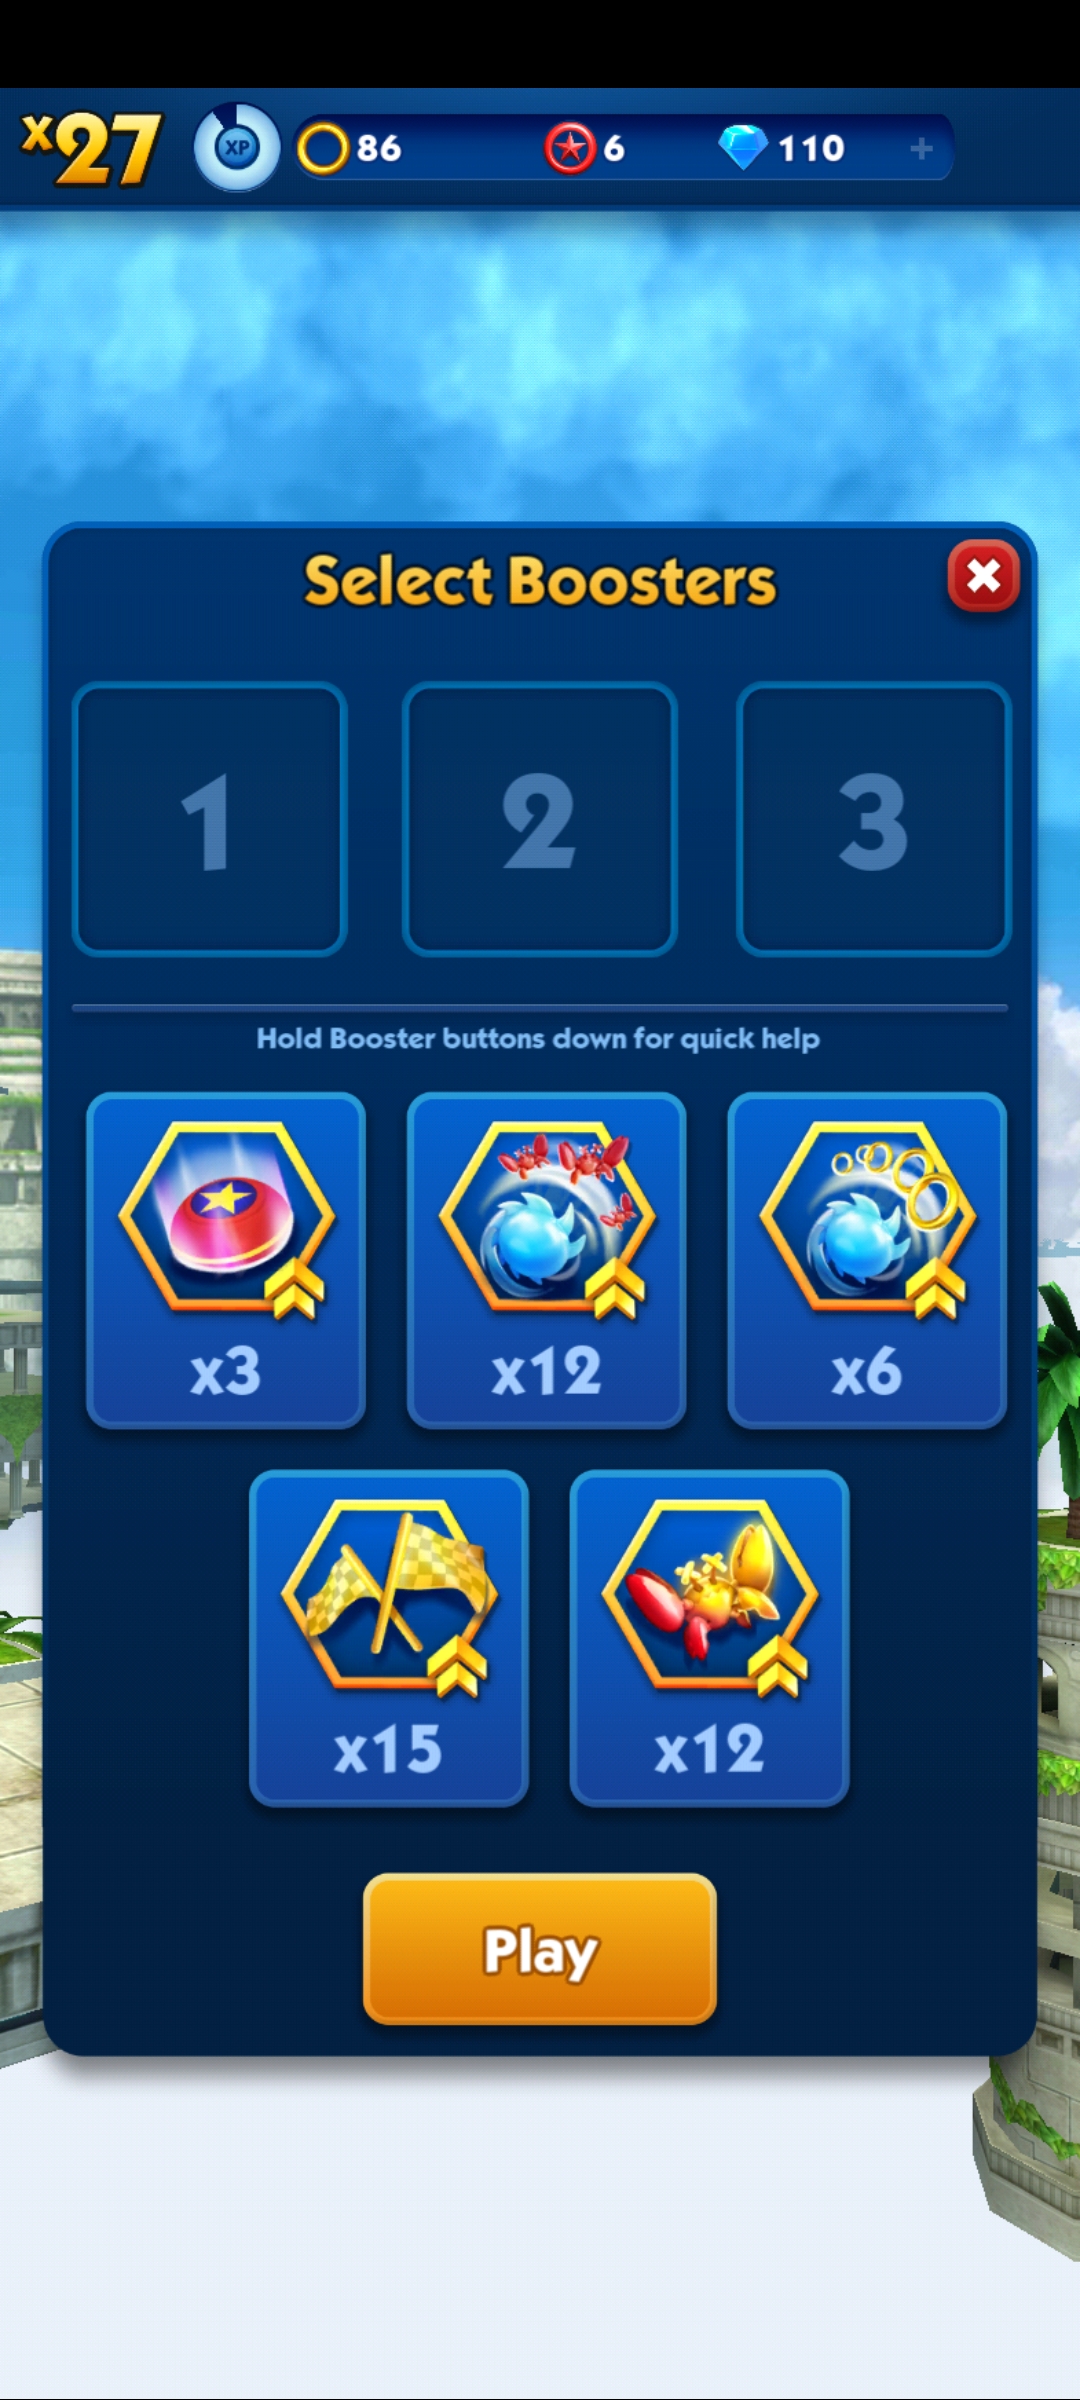 x27 XP 86 6 110 +
Select Boosters
1 2 3
Hold Booster buttons down for quick help
x3 x12 x6
x15 x12
Play